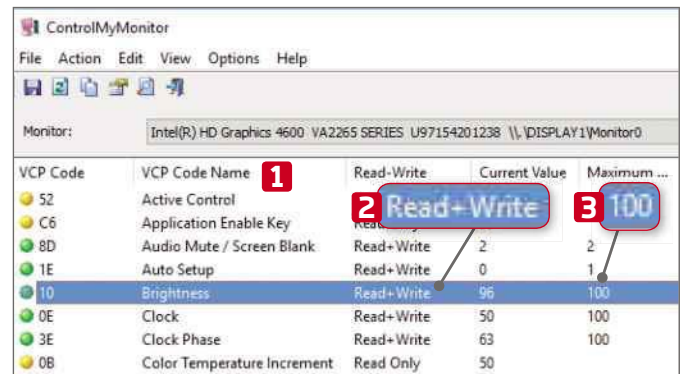 ControlMyMonitor
File Action Edit View Options Help
Monitor: Intel(R) HD Graphics 4600 VA2265 SERIES U97154201238 \\.\DISPLAY1\Monitor0
VCP Code VCP Code Name 1 Read-Write Current Value Maximum ...
52 Active Control
2 Read+Write 3 100
C6 Application Enable Key
8D Audio Mute / Screen Blank Read+Write 2 2
1E Auto Setup Read+Write 0 1
10 Brightness Read+Write 96 100
0E Clock Read+Write 50 100
3E Clock Phase Read+Write 63 100
0B Color Temperature Increment Read Only 50